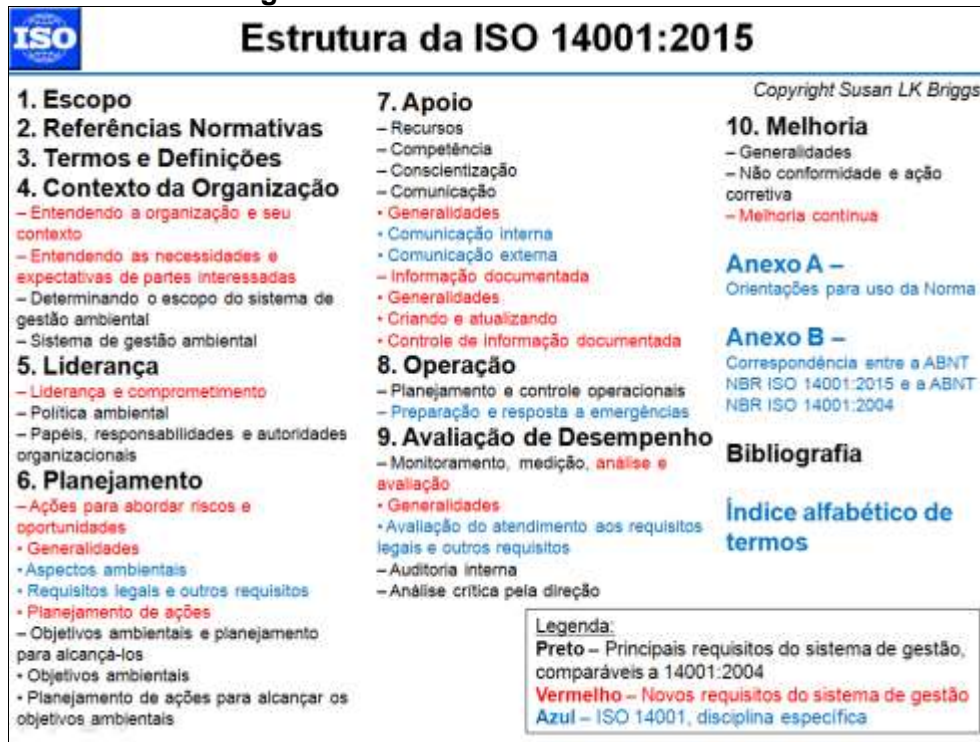 ISO
Estrutura da ISO 14001:2015
Copyright Susan LK Briggs
1. Escopo
2. Referências Normativas
3. Termos e Definições
4. Contexto da Organização
– Entendendo a organização e seu
contexto
– Entendendo as necessidades e
expectativas de partes interessadas
– Determinando o escopo do sistema de
gestão ambiental
– Sistema de gestão ambiental
5. Liderança
– Liderança e comprometimento
– Política ambiental
– Papéis, responsabilidades e autoridades
organizacionais
6. Planejamento
– Ações para abordar riscos e
oportunidades
• Generalidades
• Aspectos ambientais
• Requisitos legais e outros requisitos
• Planejamento de ações
– Objetivos ambientais e planejamento
para alcançá-los
• Objetivos ambientais
• Planejamento de ações para alcançar os
objetivos ambientais
7. Apoio
– Recursos
– Competência
– Conscientização
– Comunicação
• Generalidades
• Comunicação interna
• Comunicação externa
– Informação documentada
• Generalidades
• Criando e atualizando
• Controle de informação documentada
8. Operação
– Planejamento e controle operacionais
– Preparação e resposta a emergências
9. Avaliação de Desempenho
– Monitoramento, medição, análise e
avaliação
• Generalidades
• Avaliação do atendimento aos requisitos
legais e outros requisitos
– Auditoria interna
– Análise crítica pela direção
10. Melhoria
– Generalidades
– Não conformidade e ação
corretiva
– Melhoria contínua
Anexo A –
Orientações para uso da Norma
Anexo B –
Correspondência entre a ABNT
NBR ISO 14001:2015 e a ABNT
NBR ISO 14001:2004
Bibliografia
Índice alfabético de
termos
Legenda:
Preto – Principais requisitos do sistema de gestão,
comparáveis a 14001:2004
Vermelho – Novos requisitos do sistema de gestão
Azul – ISO 14001, disciplina específica